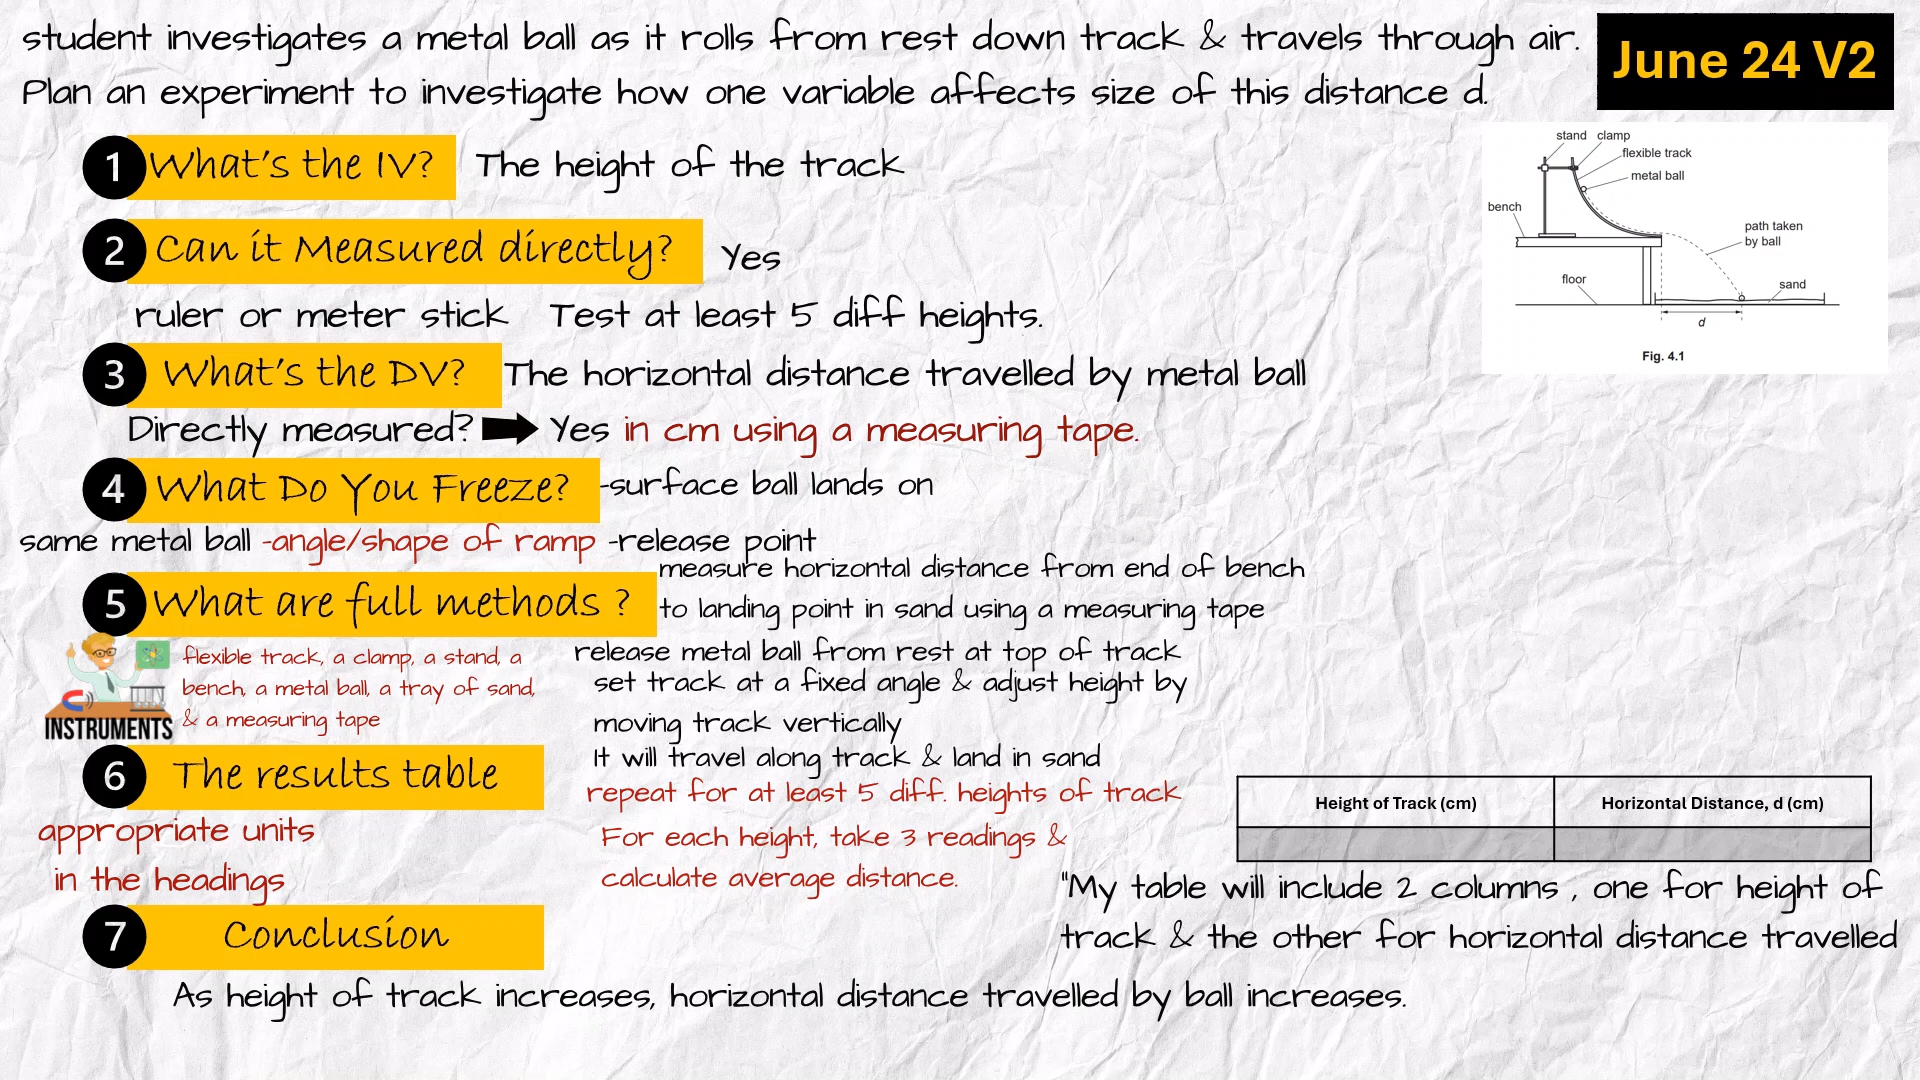 student investigates a metal ball as it rolls from rest down track & travels through air.
Plan an experiment to investigate how one variable affects size of this distance d.
June 24 V2
1 What's the IV? The height of the track
2 Can it Measured directly? Yes
ruler or meter stick Test at least 5 diff heights.
3 What's the DV? The horizontal distance travelled by metal ball
Directly measured? Yes in cm using a measuring tape.
4 What Do You Freeze? -surface ball lands on
same metal ball -angle/shape of ramp -release point
5 What are full methods ?
measure horizontal distance from end of bench
to landing point in sand using a measuring tape
release metal ball from rest at top of track
set track at a fixed angle & adjust height by
moving track vertically
It will travel along track & land in sand
repeat for at least 5 diff. heights of track
For each height, take 3 readings &
calculate average distance.
INSTRUMENTS
flexible track, a clamp, a stand, a
bench, a metal ball, a tray of sand,
& a measuring tape
6 The results table
appropriate units
in the headings
Height of Track (cm) Horizontal Distance, d (cm)
"My table will include 2 columns , one for height of
track & the other for horizontal distance travelled
7 Conclusion
As height of track increases, horizontal distance travelled by ball increases.
stand clamp
flexible track
metal ball
bench
path taken
by ball
floor
sand
d
Fig. 4.1